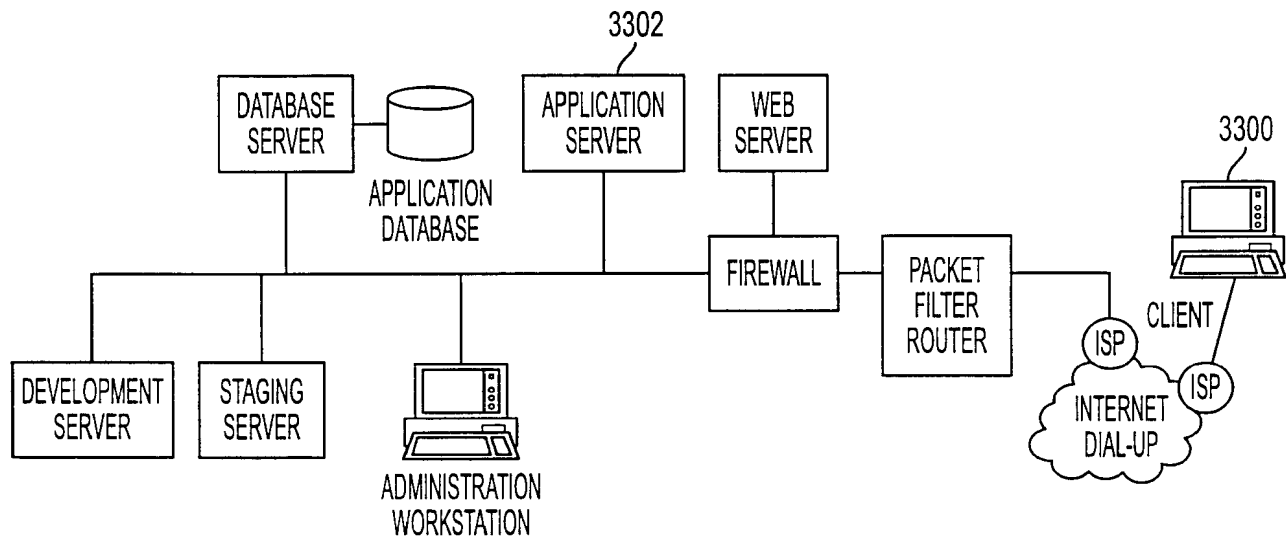 3302
DATABASE
SERVER
APPLICATION
SERVER
WEB
SERVER
3300
APPLICATION
DATABASE
FIREWALL
PACKET
FILTER
ROUTER
CLIENT
ISP
ISP
INTERNET
DIAL-UP
DEVELOPMENT
SERVER
STAGING
SERVER
ADMINISTRATION
WORKSTATION